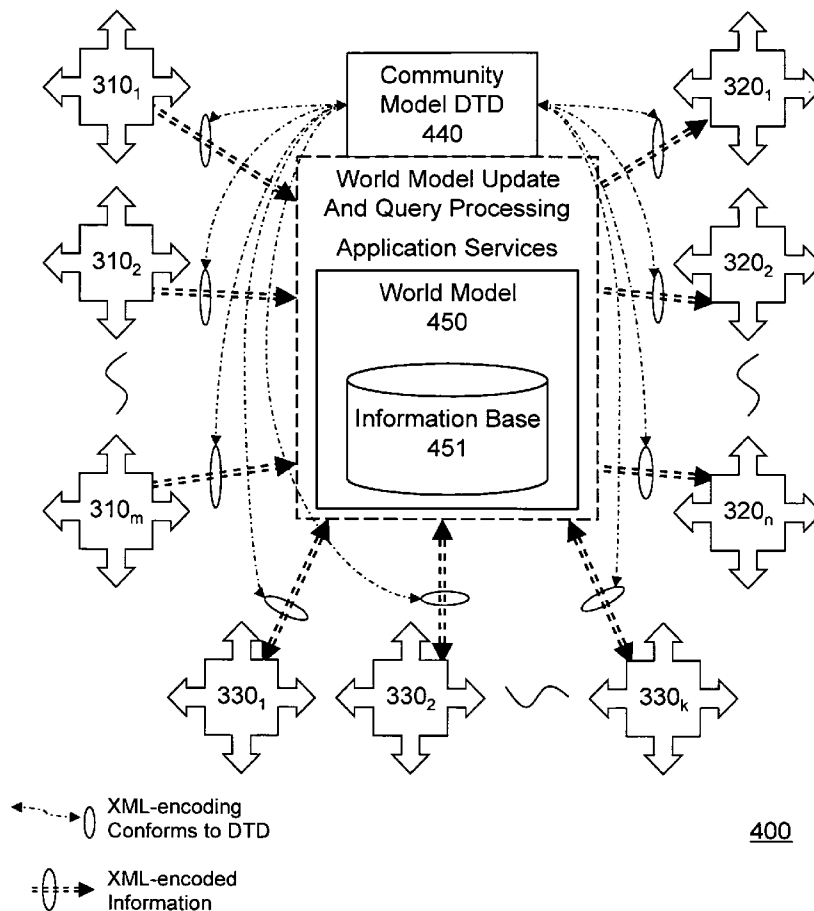 310₁
Community
Model DTD
440
320₁
World Model Update
And Query Processing
Application Services
310₂
320₂
World Model
450
Information Base
451
310ₘ
320ₙ
330₁
330₂
330ₖ
XML-encoding
Conforms to DTD
400
XML-encoded
Information